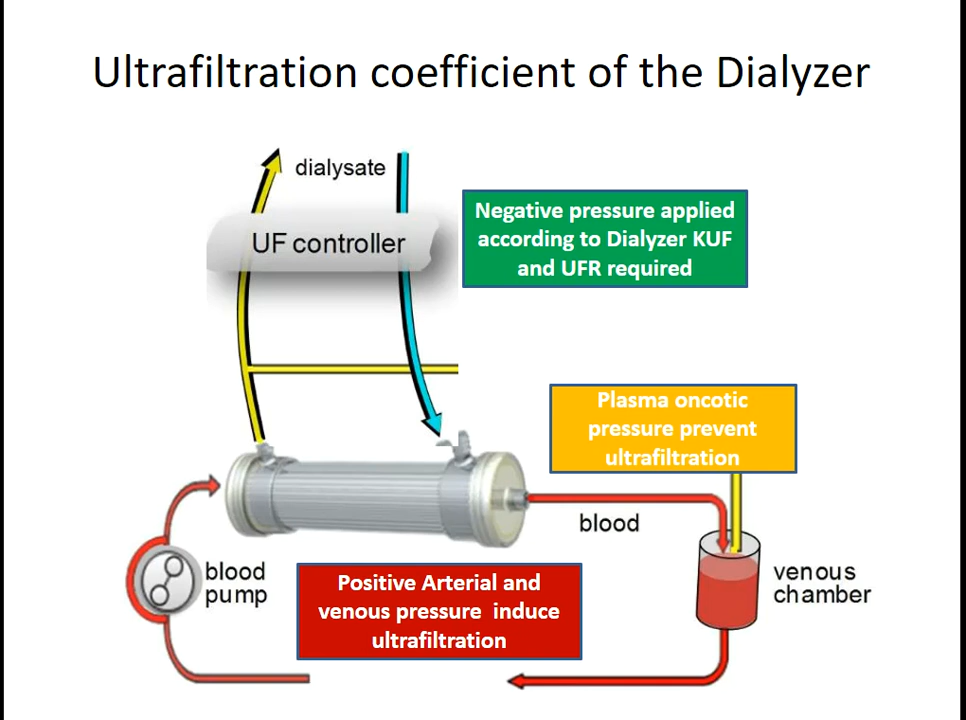 Ultrafiltration coefficient of the Dialyzer
dialysate
UF controller
Negative pressure applied
according to Dialyzer KUF
and UFR required
Plasma oncotic
pressure prevent
ultrafiltration
blood
blood
pump
Positive Arterial and
venous pressure induce
ultrafiltration
venous
chamber